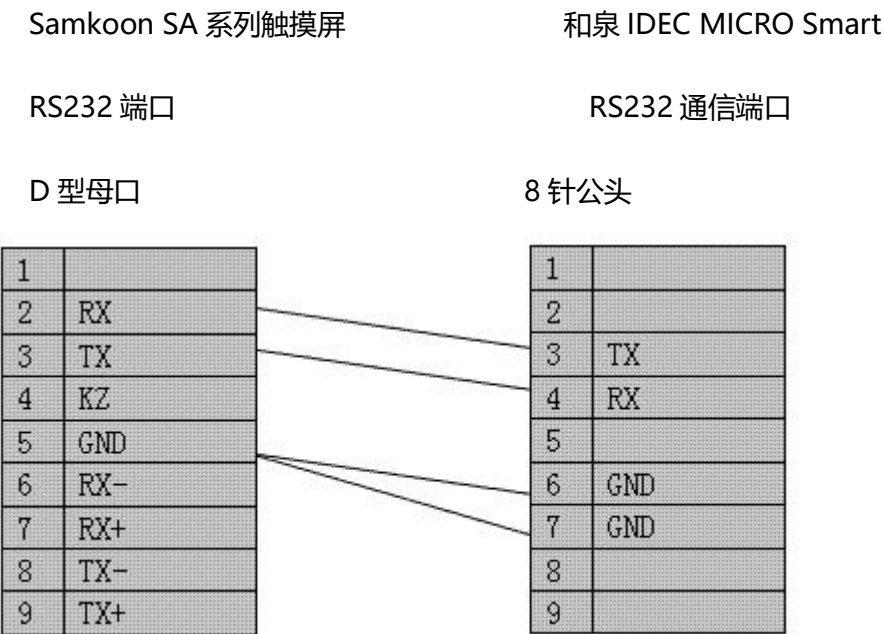 Samkoon SA 系列触摸屏 和泉 IDEC MICRO Smart
RS232 端口 RS232 通信端口
D 型母口 8 针公头
1 1
2 RX 2
3 TX 3 TX
4 KZ 4 RX
5 GND 5
6 RX- 6 GND
7 RX+ 7 GND
8 TX- 8
9 TX+ 9